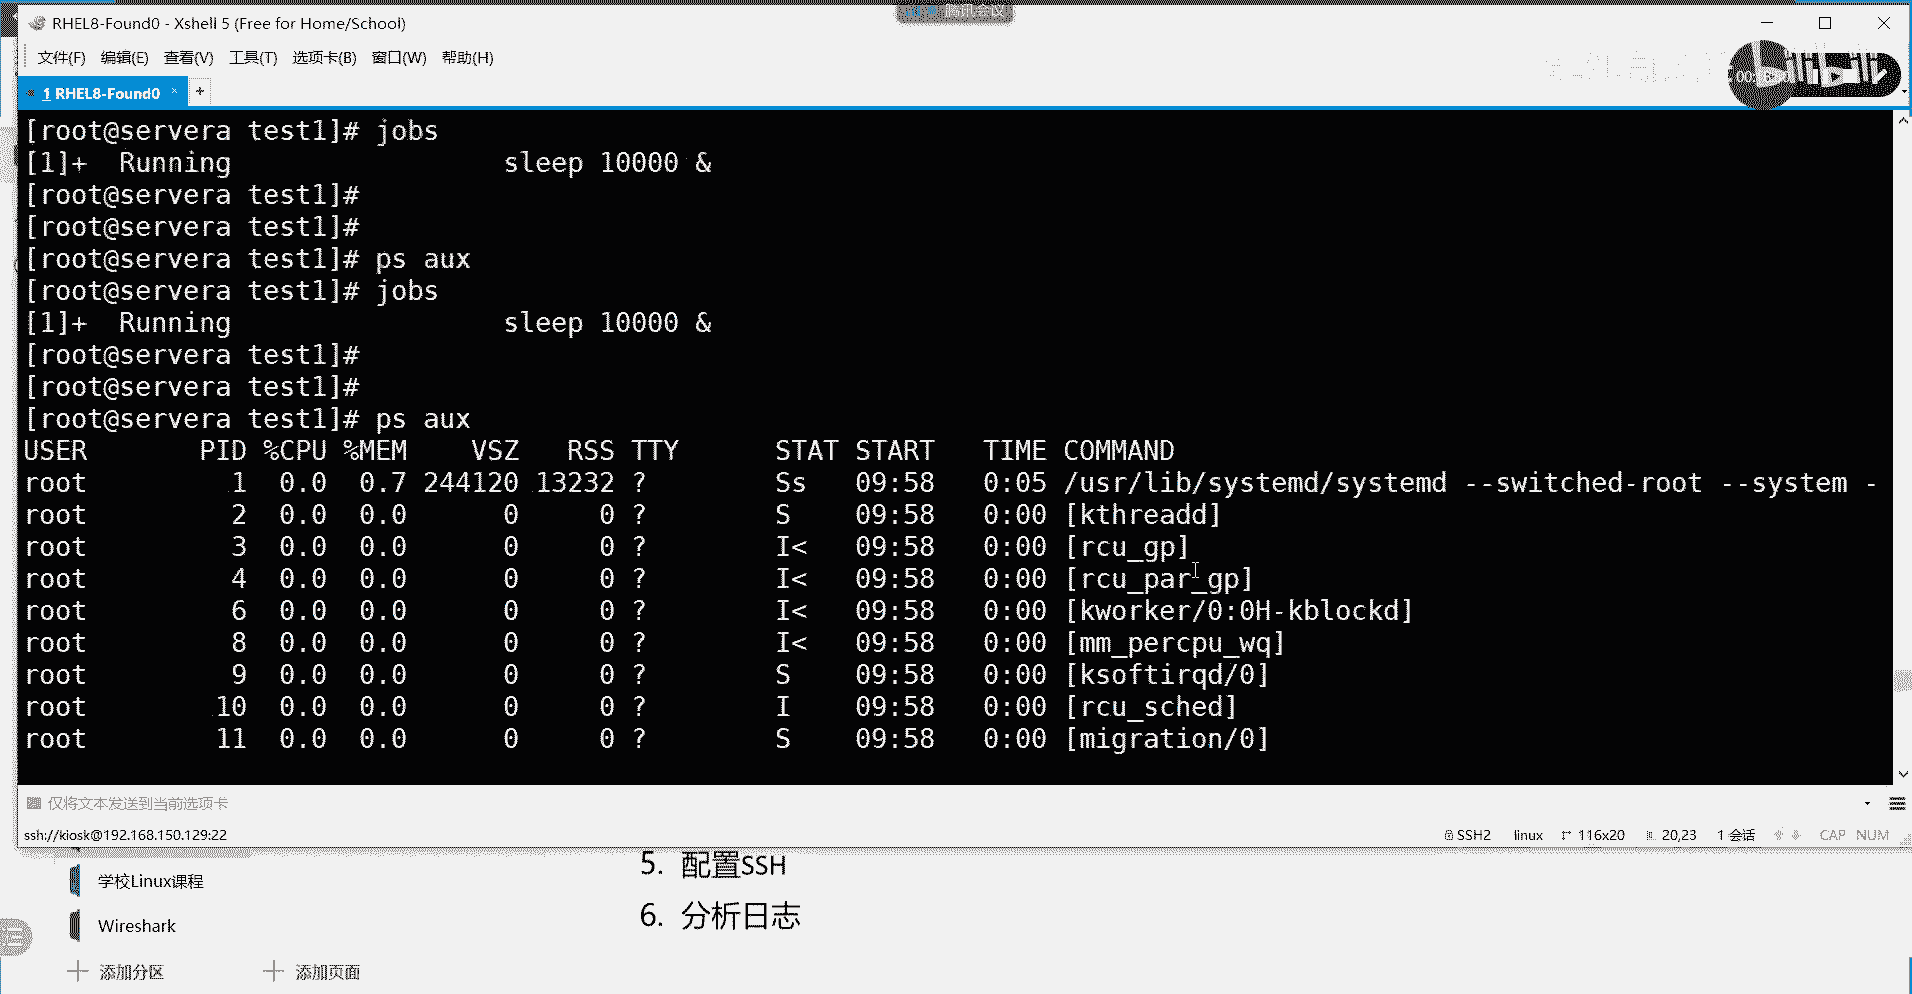 腾讯会议
RHEL8-Found0 - Xshell 5 (Free for Home/School)
文件(F) 编辑(E) 查看(V) 工具(T) 选项卡(B) 窗口(W) 帮助(H)
1 RHEL8-Found0 × +
[root@servera test1]# jobs
[1]+  Running                 sleep 10000 &
[root@servera test1]#
[root@servera test1]#
[root@servera test1]# ps aux
[root@servera test1]# jobs
[1]+  Running                 sleep 10000 &
[root@servera test1]#
[root@servera test1]#
[root@servera test1]# ps aux
USER       PID %CPU %MEM    VSZ   RSS TTY      STAT START   TIME COMMAND
root         1  0.0  0.7 244120 13232 ?        Ss   09:58   0:05 /usr/lib/systemd/systemd --switched-root --system -
root         2  0.0  0.0      0     0 ?        S    09:58   0:00 [kthreadd]
root         3  0.0  0.0      0     0 ?        I<   09:58   0:00 [rcu_gp]
root         4  0.0  0.0      0     0 ?        I<   09:58   0:00 [rcu_par_gp]
root         6  0.0  0.0      0     0 ?        I<   09:58   0:00 [kworker/0:0H-kblockd]
root         8  0.0  0.0      0     0 ?        I<   09:58   0:00 [mm_percpu_wq]
root         9  0.0  0.0      0     0 ?        S    09:58   0:00 [ksoftirqd/0]
root        10  0.0  0.0      0     0 ?        I    09:58   0:00 [rcu_sched]
root        11  0.0  0.0      0     0 ?        S    09:58   0:00 [migration/0]
仅将文本发送到当前选项卡
ssh://kiosk@192.168.150.129:22 SSH2 linux 116x20 20,23 1 会话 CAP NUM
5. 配置SSH
学校Linux课程
6. 分析日志
Wireshark
添加分区 添加页面